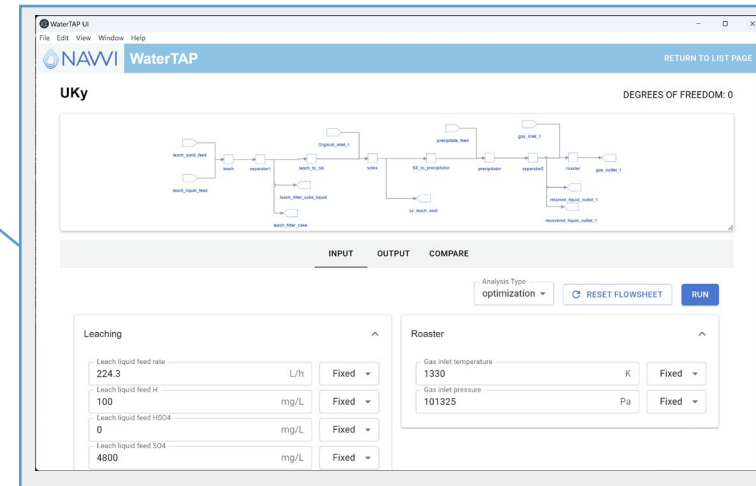 WaterTAP UI
File Edit View Window Help
NAWI WaterTAP RETURN TO LIST PAGE
UKy DEGREES OF FREEDOM: 0
leach_solid_feed
leach_liquid_feed
leach
separator1
leach_filter_cake_liquid
leach_filter_cake
Organic_inlet_1
leach_to_SX
solex
sx_leach_acid
SX_to_precipitator
precipitate_feed
precipitator
gas_inlet_1
separator2
roaster
gas_outlet_1
retained_liquid_outlet_1
recovered_liquid_outlet_1
INPUT OUTPUT COMPARE
Analysis Type
optimization RESET FLOWSHEET RUN
Leaching
Leach liquid feed rate
224.3 L/h Fixed
Leach liquid feed H
100 mg/L Fixed
Leach liquid feed HSO4
0 mg/L Fixed
Leach liquid feed SO4
4800 mg/L Fixed
Roaster
Gas inlet temperature
1330 K Fixed
Gas inlet pressure
101325 Pa Fixed